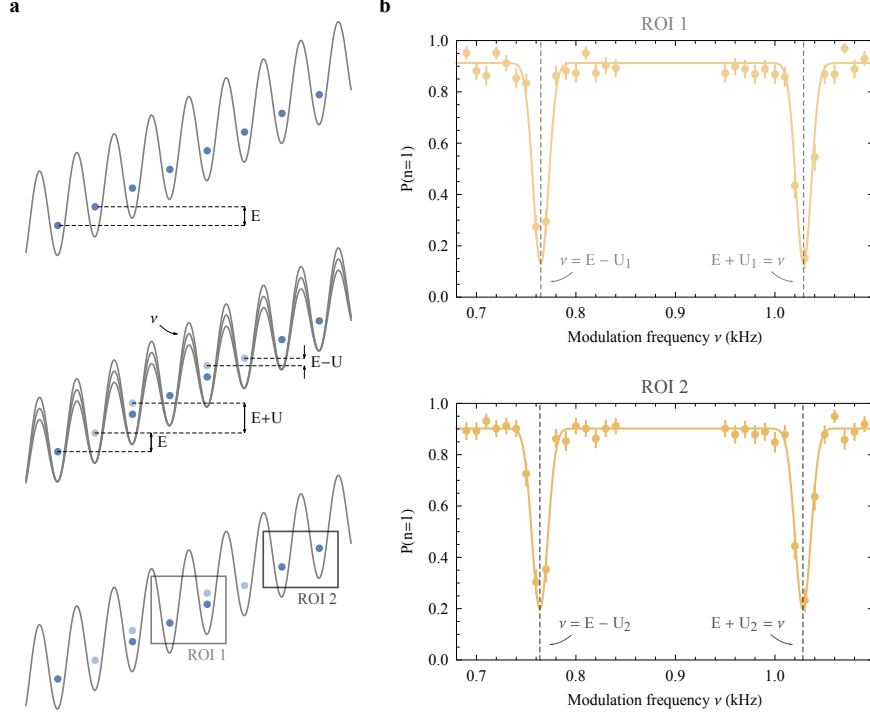 a
E
ν
E−U
E+U
E
ROI 1
ROI 2
b
ROI 1
P(n=1)
1.0
0.8
0.6
0.4
0.2
0.0
ν = E − U₁
E + U₁ = ν
0.7 0.8 0.9 1.0
Modulation frequency ν (kHz)
ROI 2
P(n=1)
1.0
0.8
0.6
0.4
0.2
0.0
ν = E − U₂
E + U₂ = ν
0.7 0.8 0.9 1.0
Modulation frequency ν (kHz)